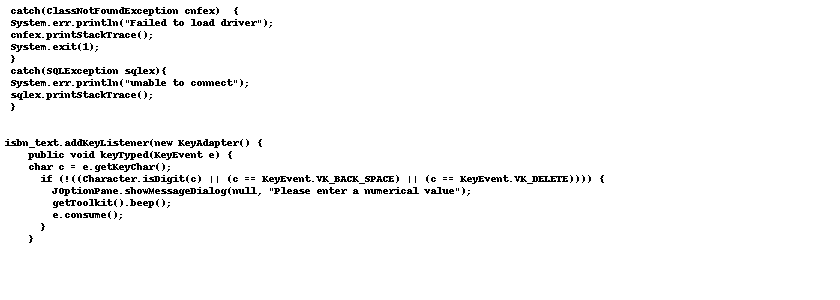 catch(ClassNotFoundException cnfex)  {
System.err.println("Failed to load driver");
cnfex.printStackTrace();
System.exit(1);
}
catch(SQLException sqlex){
System.err.println("unable to connect");
sqlex.printStackTrace();
}
isbn_text.addKeyListener(new KeyAdapter() {
public void keyTyped(KeyEvent e) {
char c = e.getKeyChar();
if (!((Character.isDigit(c) || (c == KeyEvent.VK_BACK_SPACE) || (c == KeyEvent.VK_DELETE)))) {
JOptionPane.showMessageDialog(null, "Please enter a numerical value");
getToolkit().beep();
e.consume();
}
}